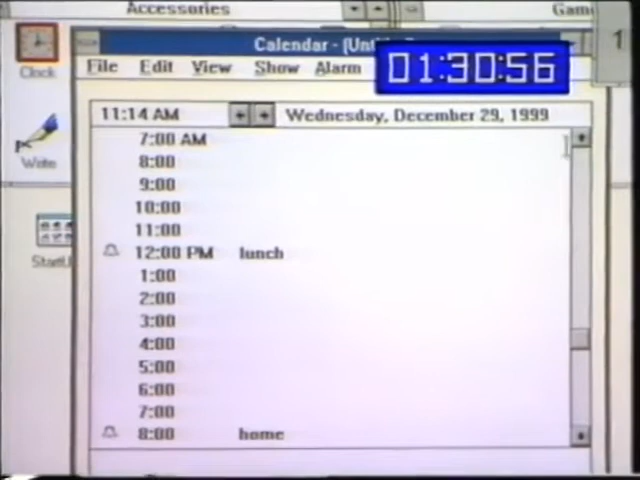 Accessories
Gam
Calendar - [Unti
01:30:56
1
File Edit View Show Alarm
Clock
11:14 AM Wednesday, December 29, 1999
7:00 AM
8:00
9:00
10:00
11:00
12:00 PM lunch
1:00
2:00
3:00
4:00
5:00
6:00
7:00
8:00 home
Write
StartU